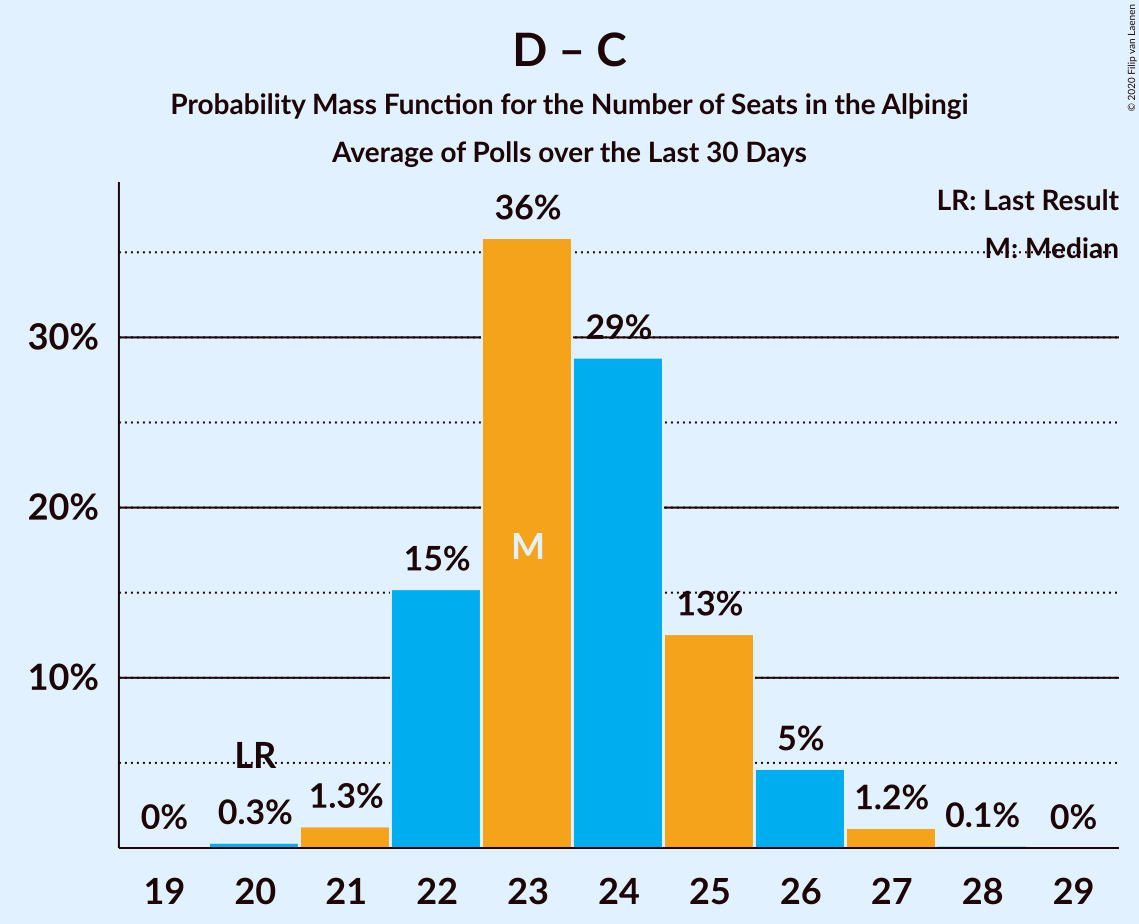 D – C
Probability Mass Function for the Number of Seats in the Alþingi
Average of Polls over the Last 30 Days
© 2020 Filip van Laenen
LR: Last Result
M: Median
30%
20%
10%
0%
LR
0.3%
1.3%
15%
36%
M
29%
13%
5%
1.2%
0.1%
0%
19 20 21 22 23 24 25 26 27 28 29